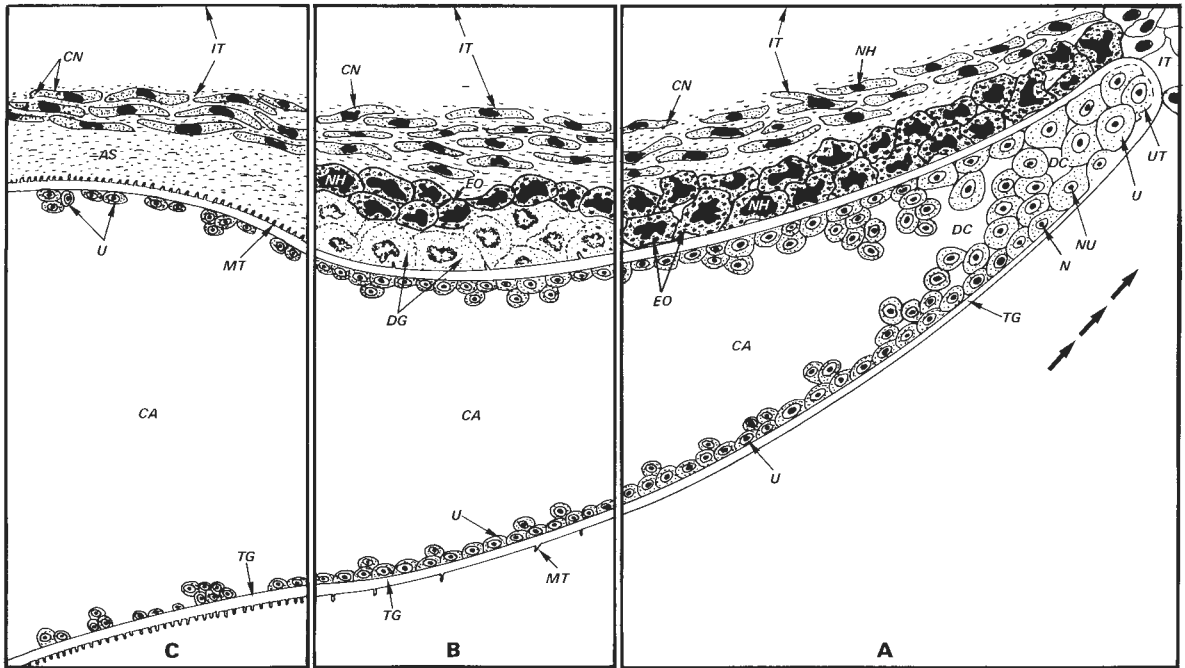 CN
IT
AS
U
MT
CA
TG
C
IT
CN
NH
EO
DG
CA
U
MT
TG
B
IT
NH
CN
IT
UT
DC
U
NH
DC
NU
N
EO
TG
CA
U
A